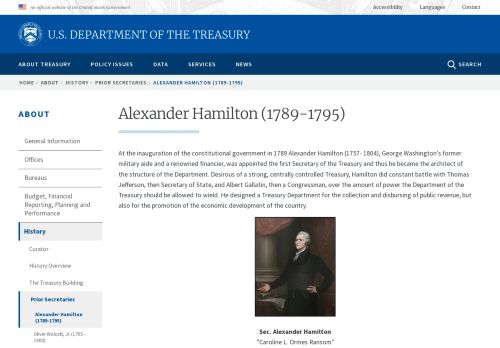 An official website of the United States Government
Accessibility Languages Contact
U.S. DEPARTMENT OF THE TREASURY
ABOUT TREASURY POLICY ISSUES DATA SERVICES NEWS SEARCH
HOME › ABOUT › HISTORY › PRIOR SECRETARIES › ALEXANDER HAMILTON (1789-1795)
ABOUT
General Information
Offices
Bureaus
Budget, Financial
Reporting, Planning and
Performance
History
Curator
History Overview
The Treasury Building
Prior Secretaries
Alexander Hamilton
(1789-1795)
Oliver Wolcott, Jr. (1795 -
1800)
Alexander Hamilton (1789-1795)
At the inauguration of the constitutional government in 1789 Alexander Hamilton (1757- 1804), George Washington's former
military aide and a renowned financier, was appointed the first Secretary of the Treasury and thus he became the architect of
the structure of the Department. Desirous of a strong, centrally controlled Treasury, Hamilton did constant battle with Thomas
Jefferson, then Secretary of State, and Albert Gallatin, then a Congressman, over the amount of power the Department of the
Treasury should be allowed to wield. He designed a Treasury Department for the collection and disbursing of public revenue, but
also for the promotion of the economic development of the country.
Sec. Alexander Hamilton
"Caroline L. Ormes Ransom"